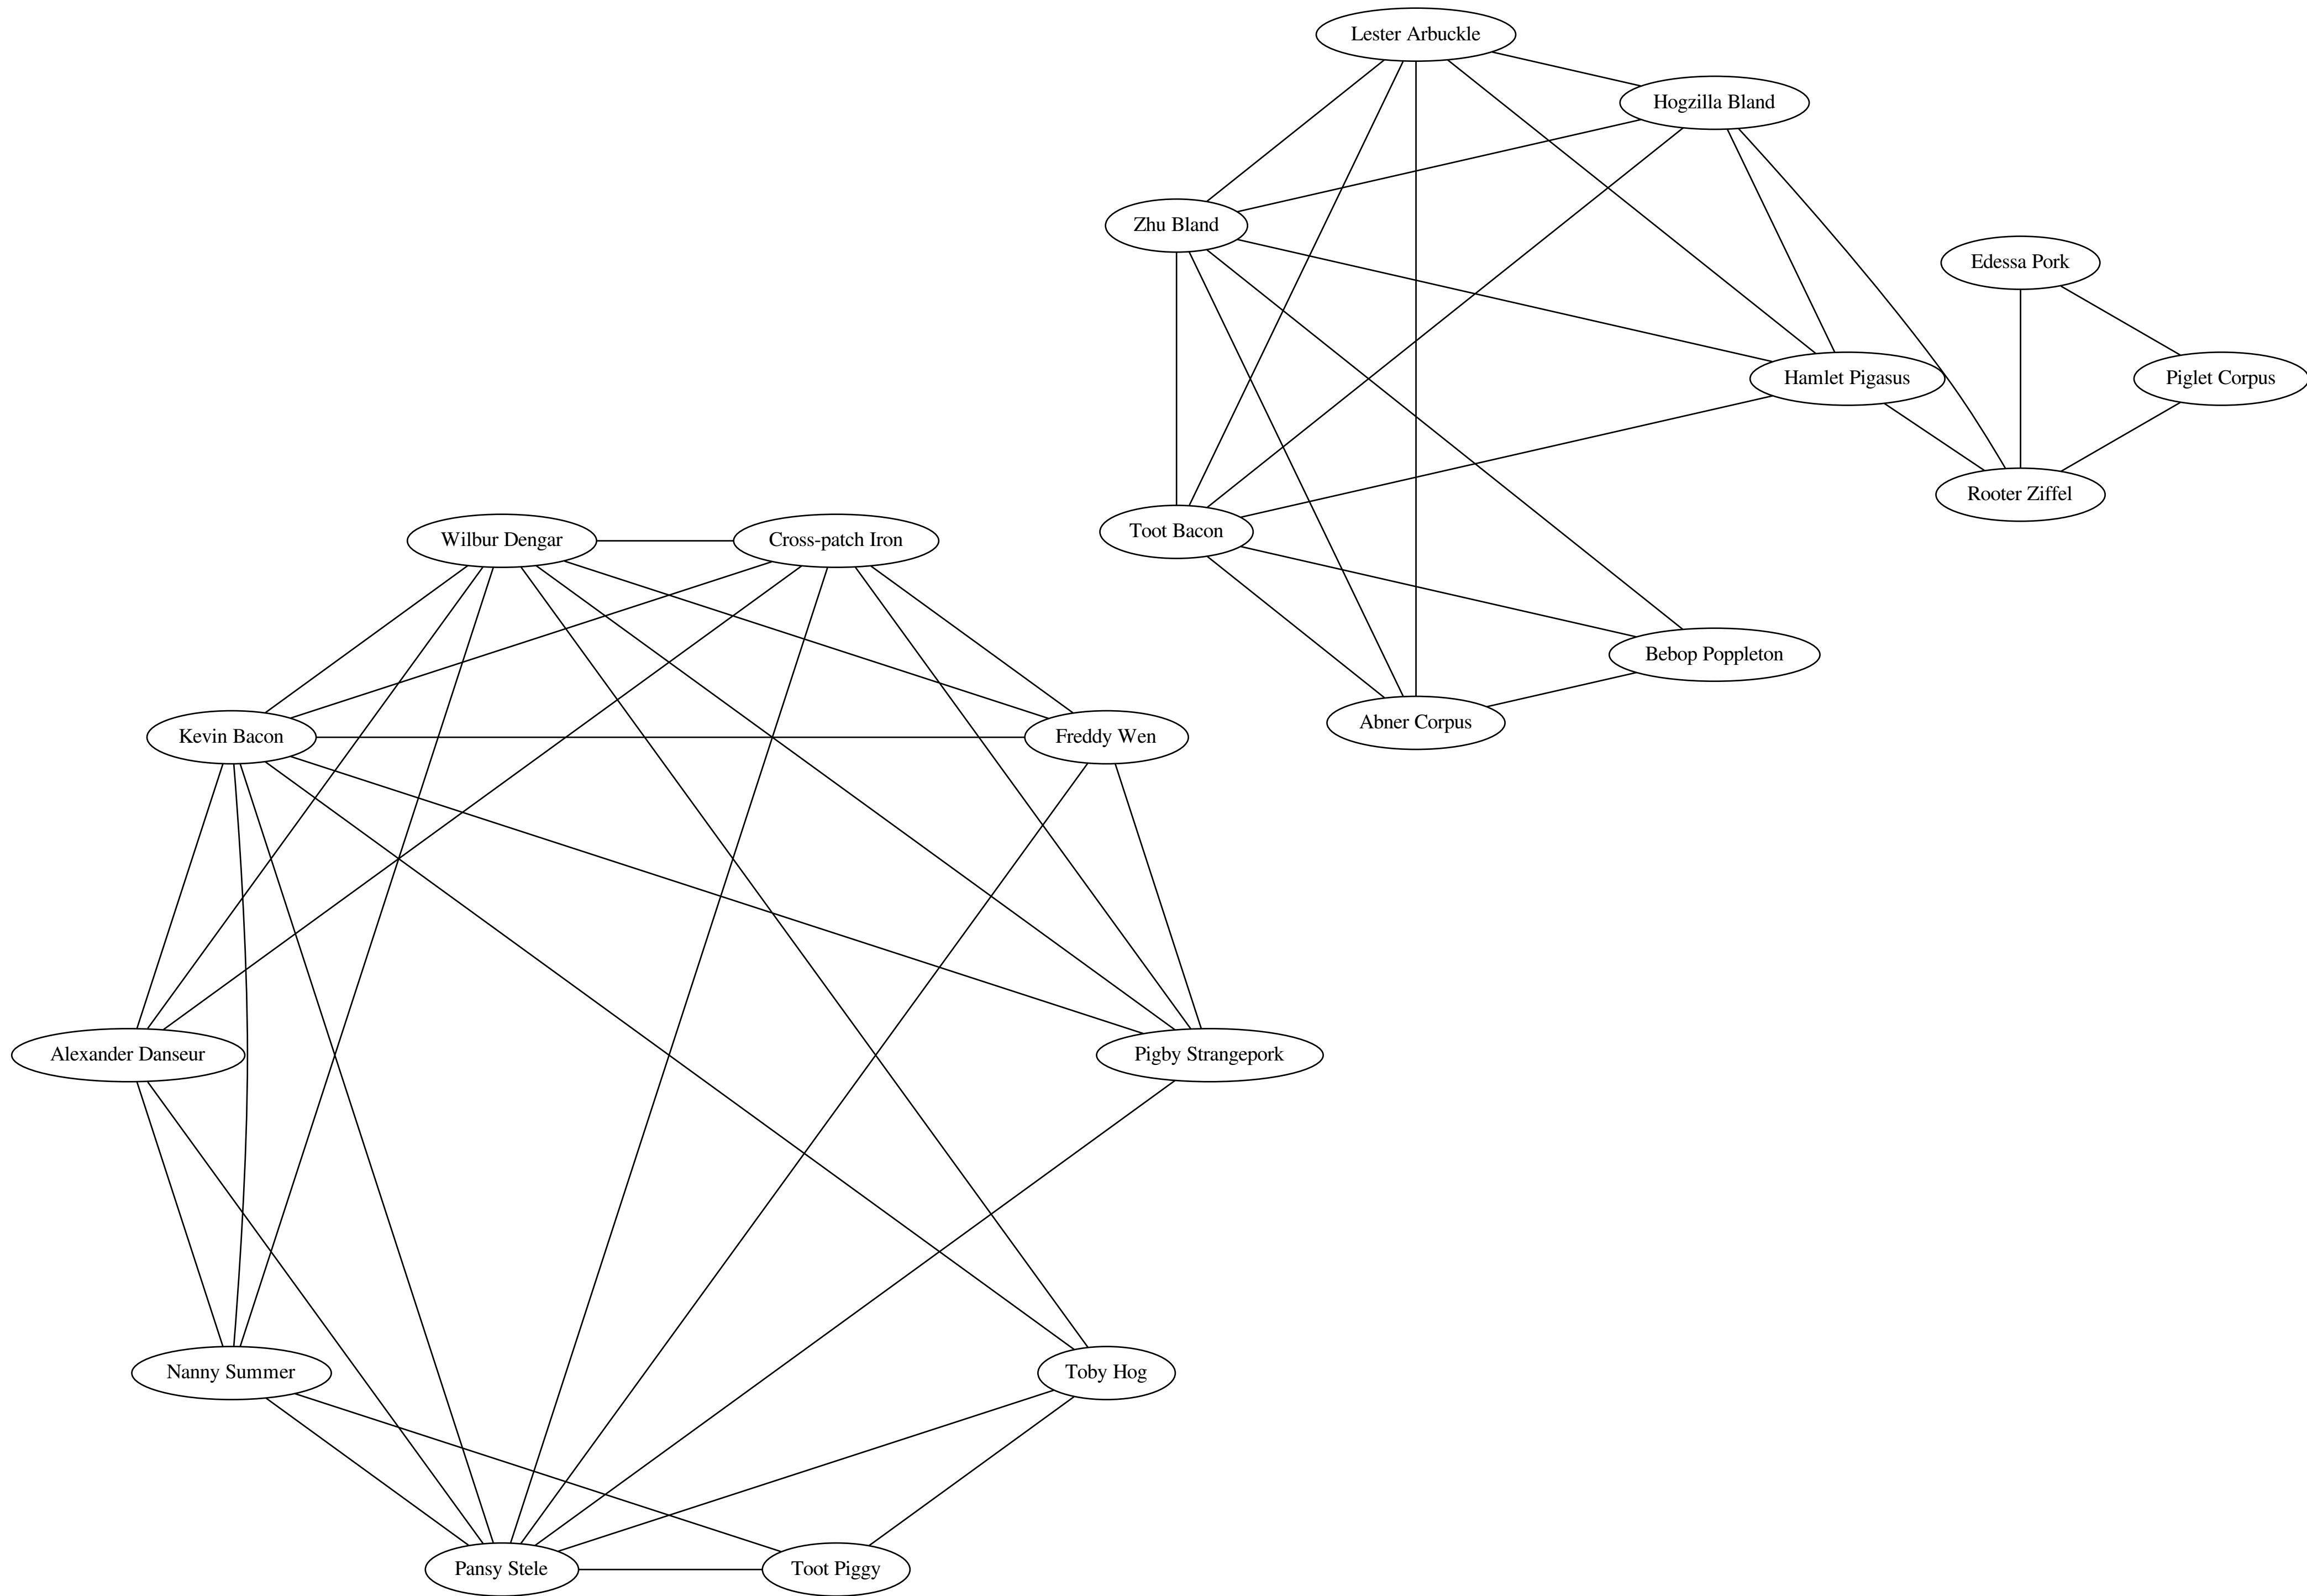 Lester Arbuckle
Hogzilla Bland
Zhu Bland
Edessa Pork
Hamlet Pigasus
Piglet Corpus
Rooter Ziffel
Toot Bacon
Wilbur Dengar
Cross-patch Iron
Bebop Poppleton
Abner Corpus
Kevin Bacon
Freddy Wen
Alexander Danseur
Pigby Strangepork
Nanny Summer
Toby Hog
Pansy Stele
Toot Piggy